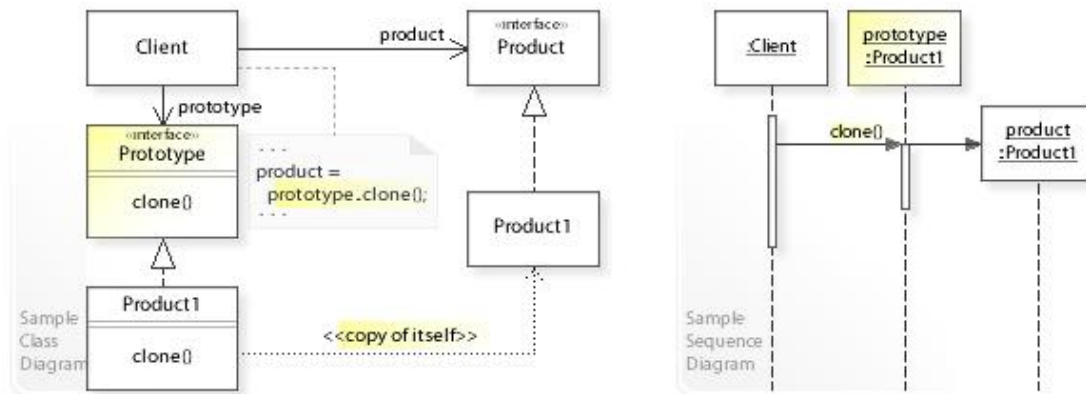 Client
product
«interface»
Product
prototype
«interface»
Prototype
clone()
. . .
product =
prototype.clone();
. . .
Product1
Product1
clone()
<<copy of itself>>
Sample
Class
Diagram
:Client
prototype
:Product1
clone()
product
:Product1
Sample
Sequence
Diagram